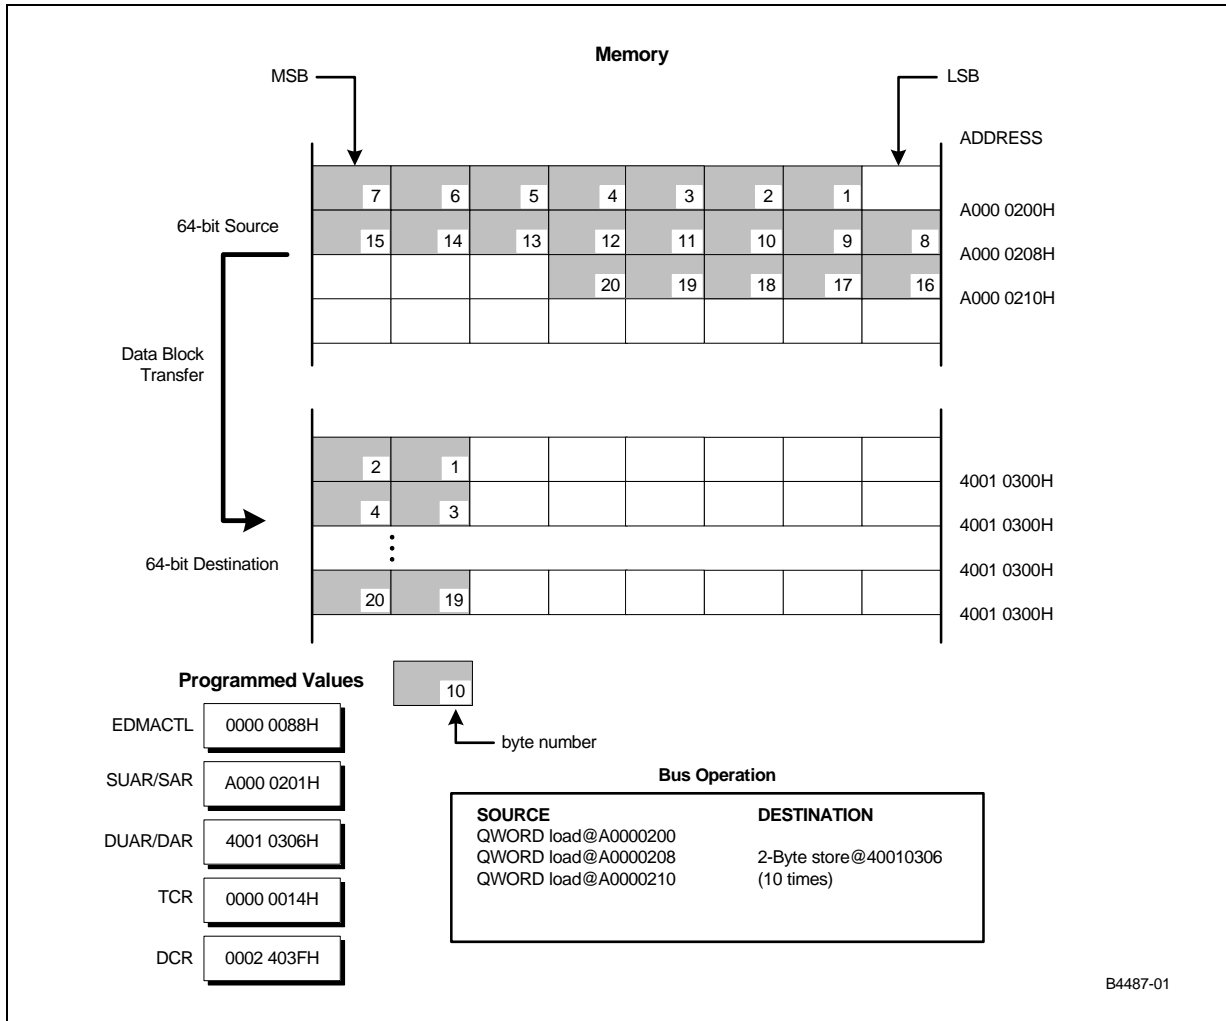 Memory
MSB
LSB
ADDRESS
7 6 5 4 3 2 1
A000 0200H
64-bit Source
15 14 13 12 11 10 9 8
A000 0208H
20 19 18 17 16
A000 0210H
Data Block
Transfer
2 1
4001 0300H
4 3
4001 0300H
64-bit Destination
4001 0300H
20 19
4001 0300H
Programmed Values
10
byte number
EDMACTL 0000 0088H
SUAR/SAR A000 0201H
DUAR/DAR 4001 0306H
TCR 0000 0014H
DCR 0002 403FH
Bus Operation
SOURCE DESTINATION
QWORD load@A0000200
QWORD load@A0000208 2-Byte store@40010306
QWORD load@A0000210 (10 times)
B4487-01